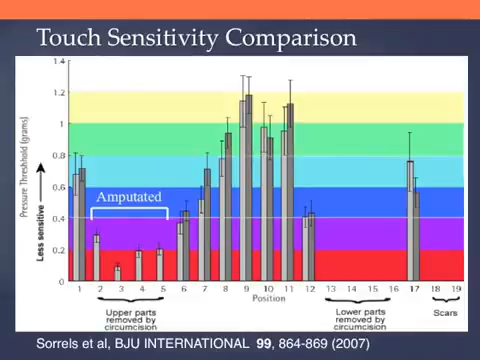 Touch Sensitivity Comparison
Pressure Threshold (grams)
Less sensitive
1.4
1.2
1
0.8
0.6
0.4
0.2
0
Amputated
1 2 3 4 5 6 7 8 9 10 11 12 13 14 15 16 17 18 19
Position
Upper parts
removed by
circumcision
Lower parts
removed by
circumcision
Scars
Sorrels et al, BJU INTERNATIONAL 99, 864-869 (2007)